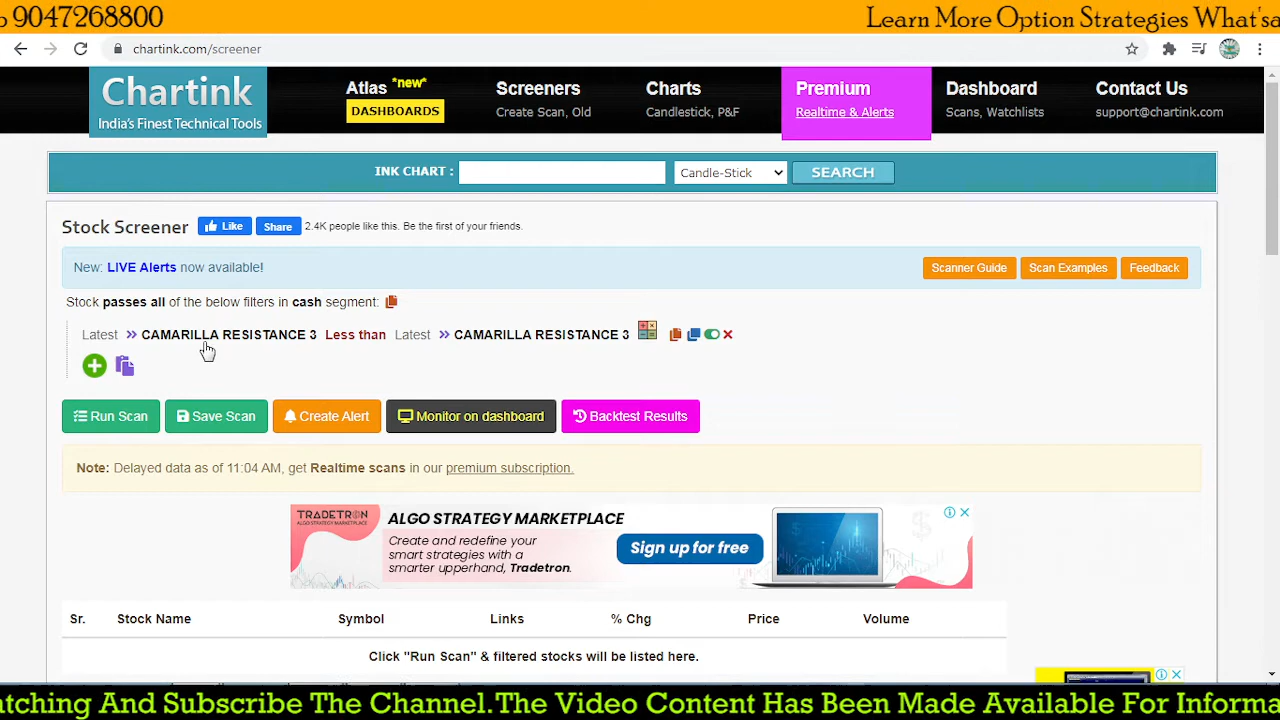 o 9047268800
Learn More Option Strategies What'sa
chartink.com/screener
Chartink
India's Finest Technical Tools
Atlas *new*
DASHBOARDS
Screeners
Create Scan, Old
Charts
Candlestick, P&F
Premium
Realtime & Alerts
Dashboard
Scans, Watchlists
Contact Us
support@chartink.com
INK CHART :
Candle-Stick
SEARCH
Stock Screener Like Share 2.4K people like this. Be the first of your friends.
New: LIVE Alerts now available!
Scanner Guide
Scan Examples
Feedback
Stock passes all of the below filters in cash segment:
Latest CAMARILLA RESISTANCE 3 Less than Latest CAMARILLA RESISTANCE 3
Run Scan
Save Scan
Create Alert
Monitor on dashboard
Backtest Results
Note: Delayed data as of 11:04 AM, get Realtime scans in our premium subscription.
TRADETRON
ALGO STRATEGY MARKETPLACE
ALGO STRATEGY MARKETPLACE
Create and redefine your
smart strategies with a
smarter upperhand, Tradetron.
Sign up for free
Sr. Stock Name Symbol Links % Chg Price Volume
Click "Run Scan" & filtered stocks will be listed here.
atching And Subscribe The Channel.The Video Content Has Been Made Available For Informa